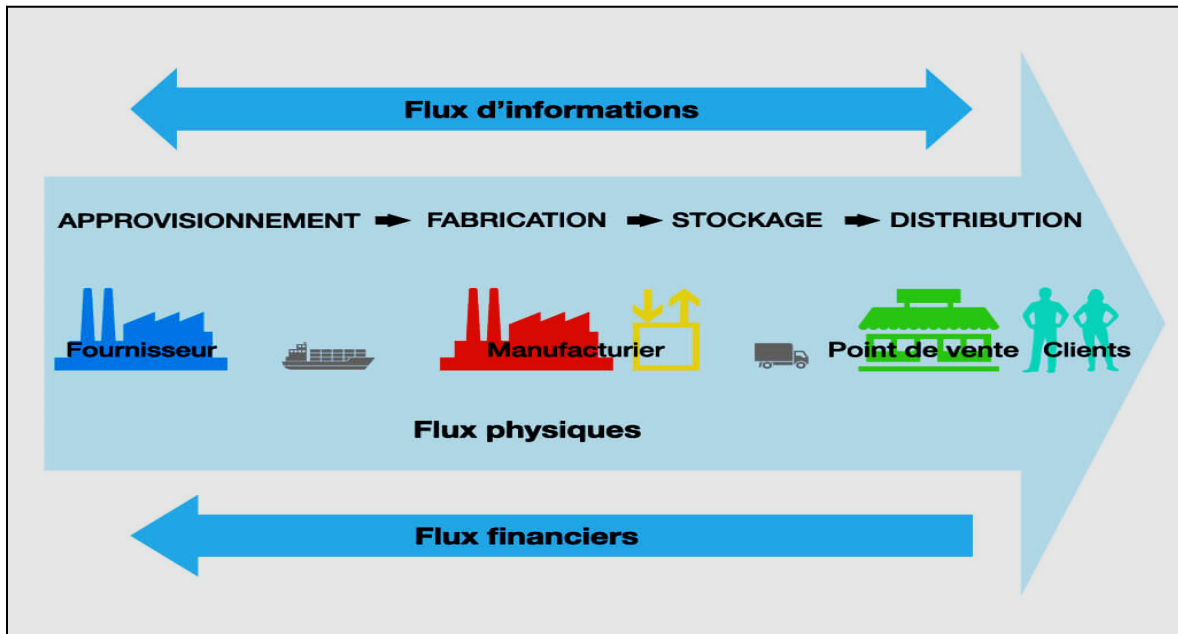 Flux d'informations
APPROVISIONNEMENT FABRICATION STOCKAGE DISTRIBUTION
Fournisseur Manufacturier Point de vente Clients
Flux physiques
Flux financiers